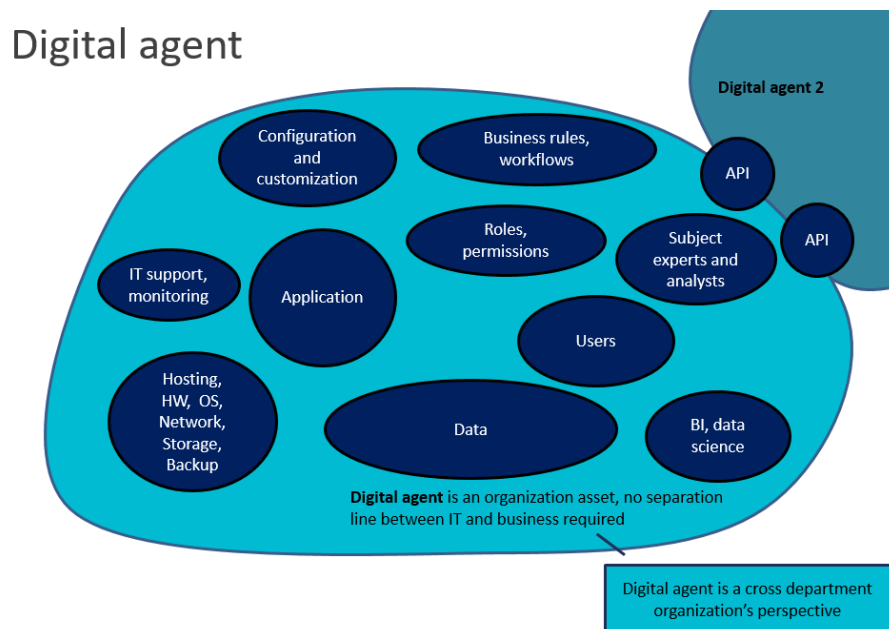 Digital agent
Digital agent 2
Configuration
and
customization
Business rules,
workflows
API
Roles,
permissions
Subject
experts and
analysts
API
IT support,
monitoring
Application
Users
Hosting,
HW, OS,
Network,
Storage,
Backup
Data
BI, data
science
Digital agent is an organization asset, no separation
line between IT and business required
Digital agent is a cross department
organization’s perspective